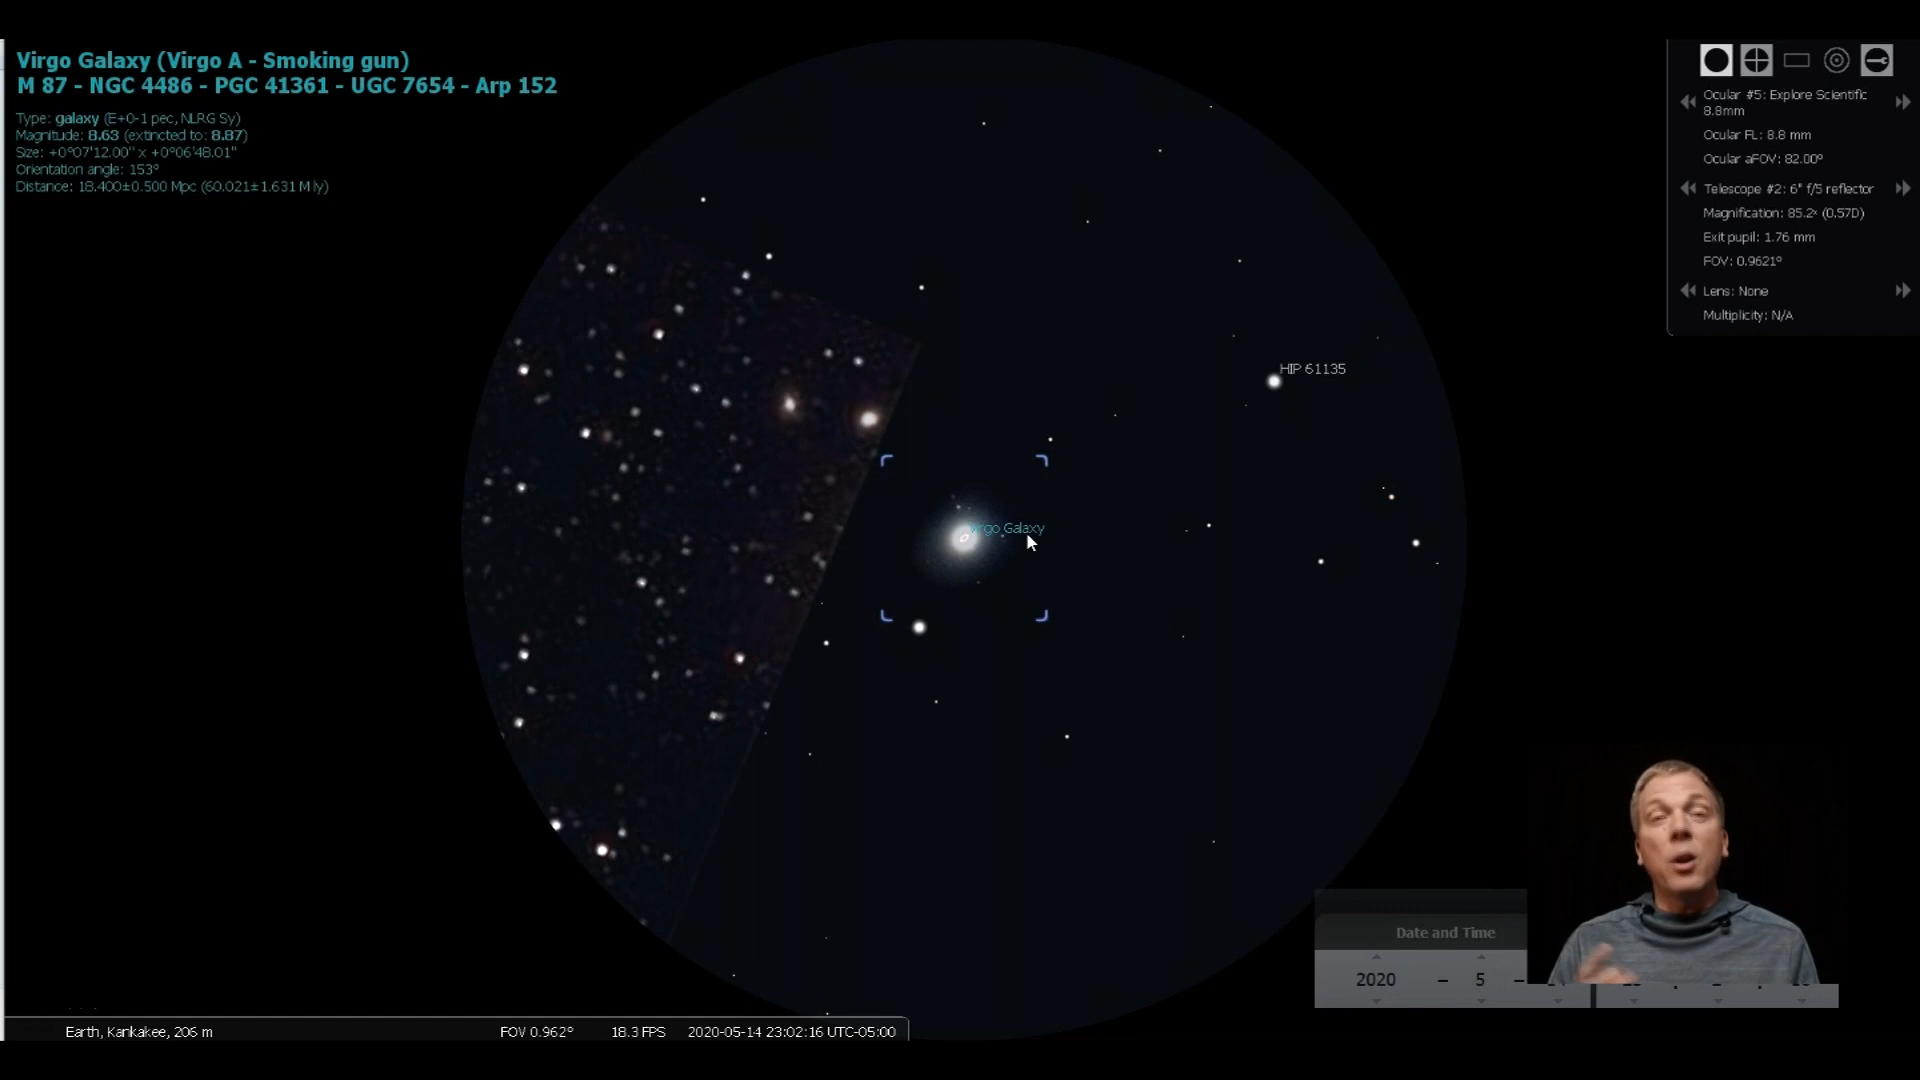 Virgo Galaxy (Virgo A - Smoking gun)
M 87 - NGC 4486 - PGC 41361 - UGC 7654 - Arp 152
Type: galaxy (E+0-1 pec, NLRG Sy)
Magnitude: 8.63 (extincted to: 8.87)
Size: +0°07'12.00" x +0°06'48.01"
Orientation angle: 153°
Distance: 18.400±0.500 Mpc (60.021±1.631 M ly)
Ocular #5: Explore Scientific
8.8mm
Ocular FL: 8.8 mm
Ocular aFOV: 82.00°
Telescope #2: 6" f/5 reflector
Magnification: 85.2× (0.57D)
Exit pupil: 1.76 mm
FOV: 0.9621°
Lens: None
Multiplicity: N/A
HIP 61135
Virgo Galaxy
Date and Time
2020 - 5 -
Earth, Kankakee, 206 m
FOV 0.962°
18.3 FPS
2020-05-14 23:02:16 UTC-05:00